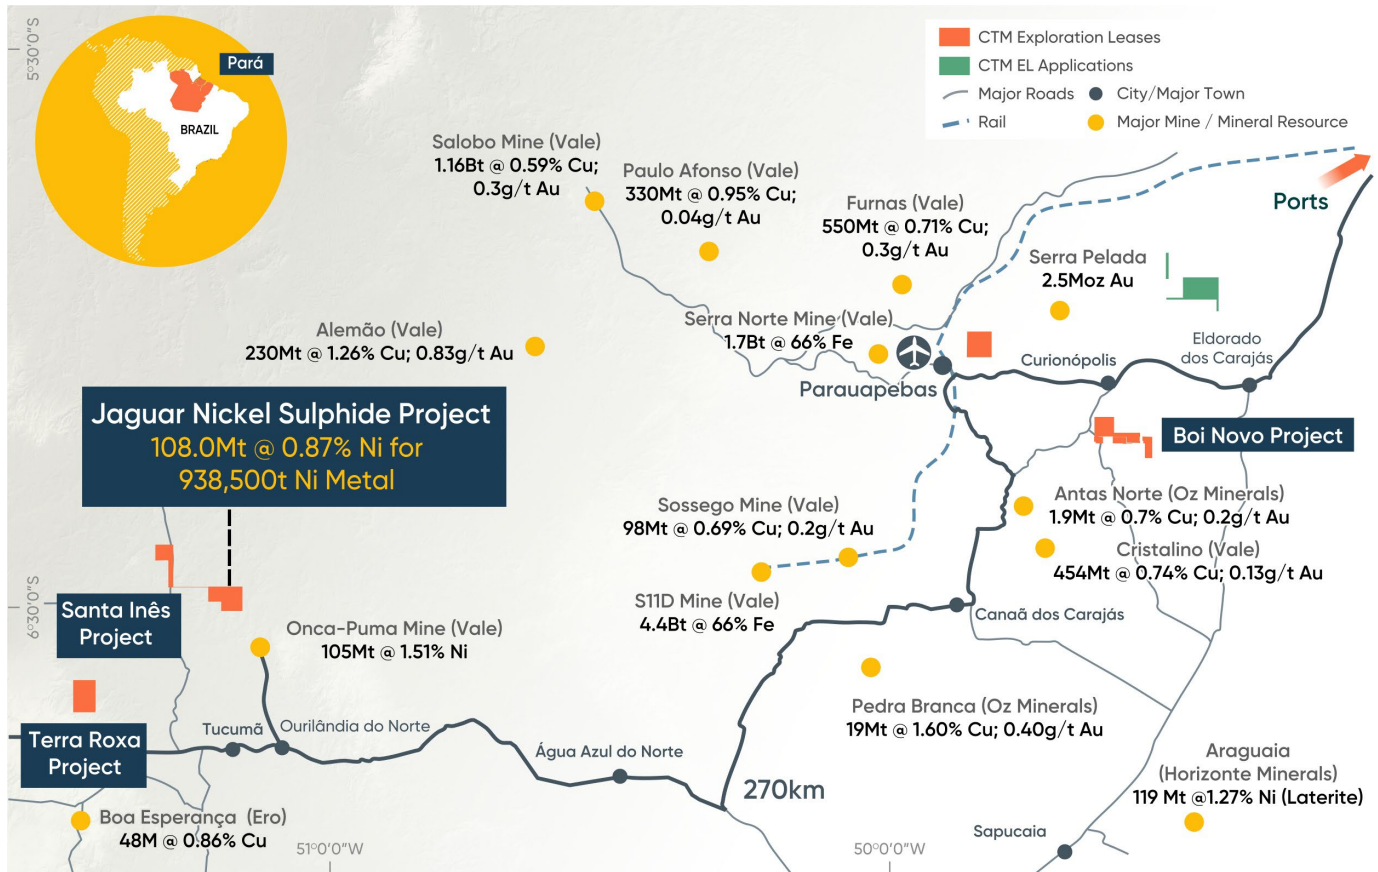 5º30'0"S
Pará
BRAZIL
CTM Exploration Leases
CTM EL Applications
Major Roads
City/Major Town
Rail
Major Mine / Mineral Resource
Salobo Mine (Vale)
1.16Bt @ 0.59% Cu;
0.3g/t Au
Paulo Afonso (Vale)
330Mt @ 0.95% Cu;
0.04g/t Au
Furnas (Vale)
550Mt @ 0.71% Cu;
0.3g/t Au
Ports
Serra Pelada
2.5Moz Au
Alemão (Vale)
230Mt @ 1.26% Cu; 0.83g/t Au
Serra Norte Mine (Vale)
1.7Bt @ 66% Fe
Parauapebas
Curionópolis
Eldorado
dos Carajás
Jaguar Nickel Sulphide Project
108.0Mt @ 0.87% Ni for
938,500t Ni Metal
Boi Novo Project
Sossego Mine (Vale)
98Mt @ 0.69% Cu; 0.2g/t Au
Antas Norte (Oz Minerals)
1.9Mt @ 0.7% Cu; 0.2g/t Au
Cristalino (Vale)
454Mt @ 0.74% Cu; 0.13g/t Au
6º30'0"S
Santa Inês
Project
S11D Mine (Vale)
4.4Bt @ 66% Fe
Canaã dos Carajás
Onca-Puma Mine (Vale)
105Mt @ 1.51% Ni
Pedra Branca (Oz Minerals)
19Mt @ 1.60% Cu; 0.40g/t Au
Terra Roxa
Project
Tucumã
Ourilândia do Norte
Água Azul do Norte
270km
Araguaia
(Horizonte Minerals)
119 Mt @1.27% Ni (Laterite)
Boa Esperança (Ero)
48M @ 0.86% Cu
Sapucaia
51º0'0"W
50º0'0"W